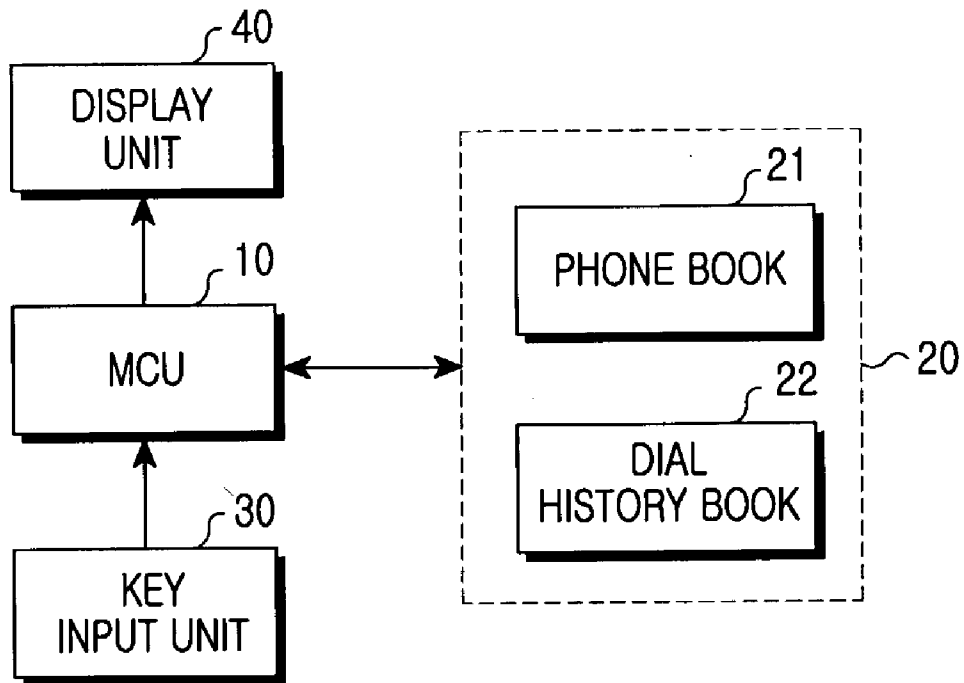 40
DISPLAY
UNIT
10
MCU
30
KEY
INPUT UNIT
21
PHONE BOOK
22
DIAL
HISTORY BOOK
20